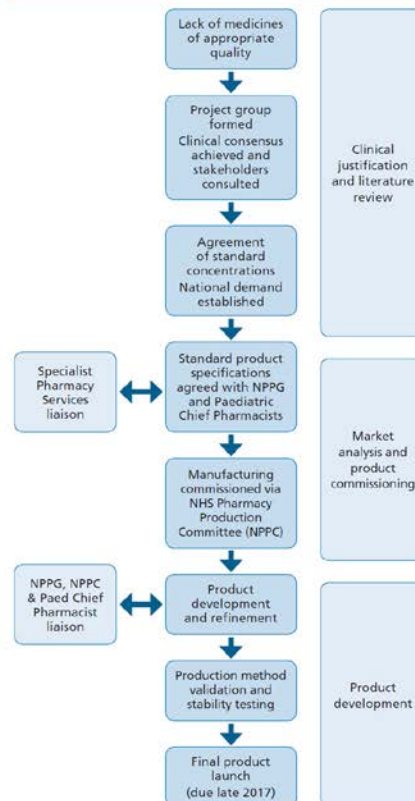 Lack of medicines
of appropriate
quality
Project group
formed
Clinical consensus
achieved and
stakeholders
consulted
Clinical
justification
and literature
review
Agreement
of standard
concentrations
National demand
established
Specialist
Pharmacy
Services
liaison
Standard product
specifications
agreed with NPPG
and Paediatric
Chief Pharmacists
Market
analysis and
product
commissioning
Manufacturing
commissioned via
NHS Pharmacy
Production
Committee (NPPC)
NPPG, NPPC
& Paed Chief
Pharmacist
liaison
Product
development
and refinement
Production method
validation and
stability testing
Product
development
Final product
launch
(due late 2017)